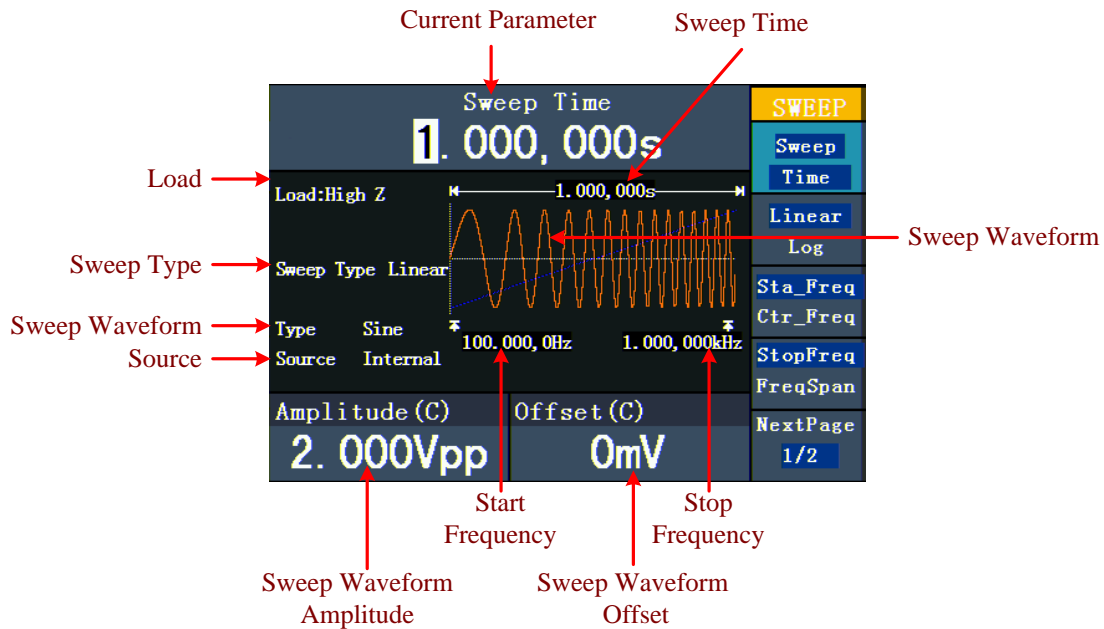 Current Parameter
Sweep Time
Sweep Time
1.000,000s
SWEEP
Sweep
Time
Linear
Log
Sta_Freq
Ctr_Freq
StopFreq
FreqSpan
NextPage
1/2
Load
Load:High Z
1.000,000s
Sweep Waveform
Sweep Type
Sweep Type Linear
Sweep Waveform
Type Sine
100.000,0Hz
1.000,000kHz
Source
Source Internal
Amplitude(C)
2.000Vpp
Offset(C)
0mV
Start
Frequency
Stop
Frequency
Sweep Waveform
Amplitude
Sweep Waveform
Offset